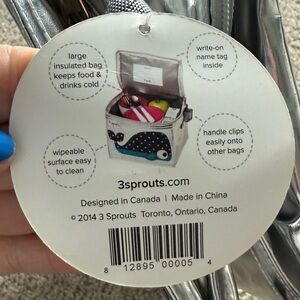 large
insulated bag
keeps food &
drinks cold
write-on
name tag
inside
wipeable
surface easy
to clean
handle clips
easily onto
other bags
3sprouts.com
Designed in Canada | Made in China
© 2014 3 Sprouts Toronto, Ontario, Canada
8 12895 00005 4